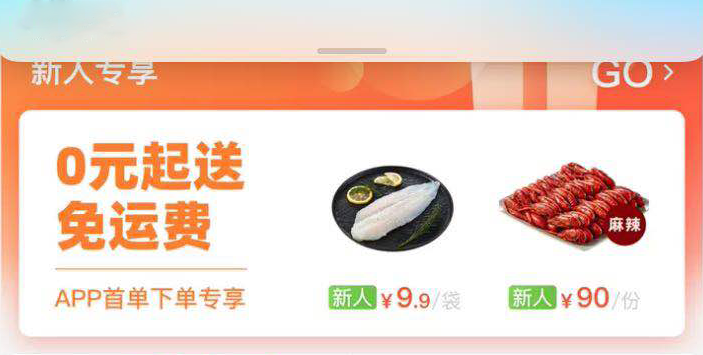 新人专享
GO >
0元起送
免运费
APP首单下单专享
麻辣
新人 ¥9.9/袋
新人 ¥90/份